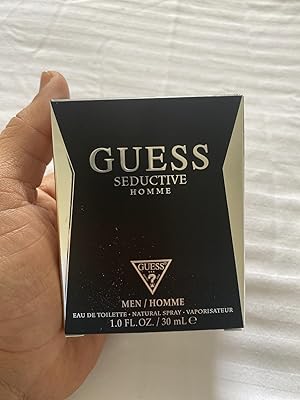 GUESS
SEDUCTIVE
HOMME
GUESS
?
MEN / HOMME
EAU DE TOILETTE • NATURAL SPRAY • VAPORISATEUR
1.0 FL. OZ. / 30 mL ℮